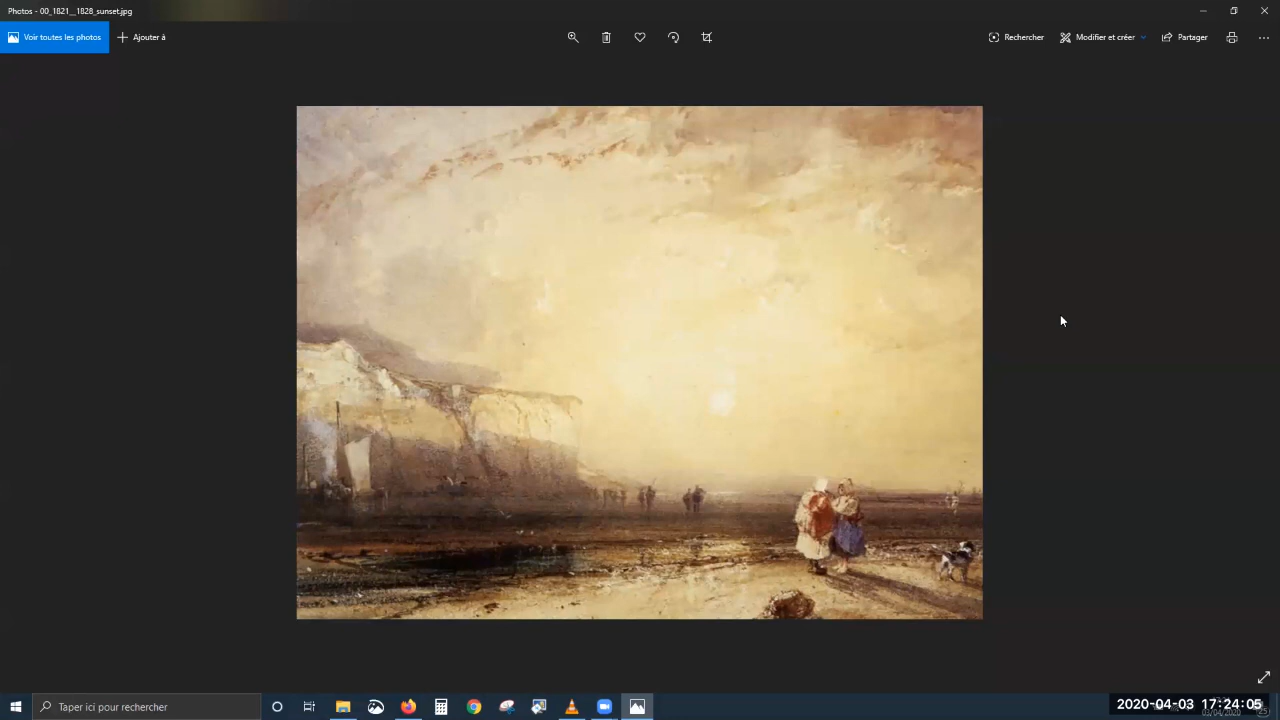 Photos - 00_1821__1828_sunset.jpg
Voir toutes les photos
Ajouter à
Rechercher
Modifier et créer
Partager
Taper ici pour rechercher
2020-04-03 17:24:05